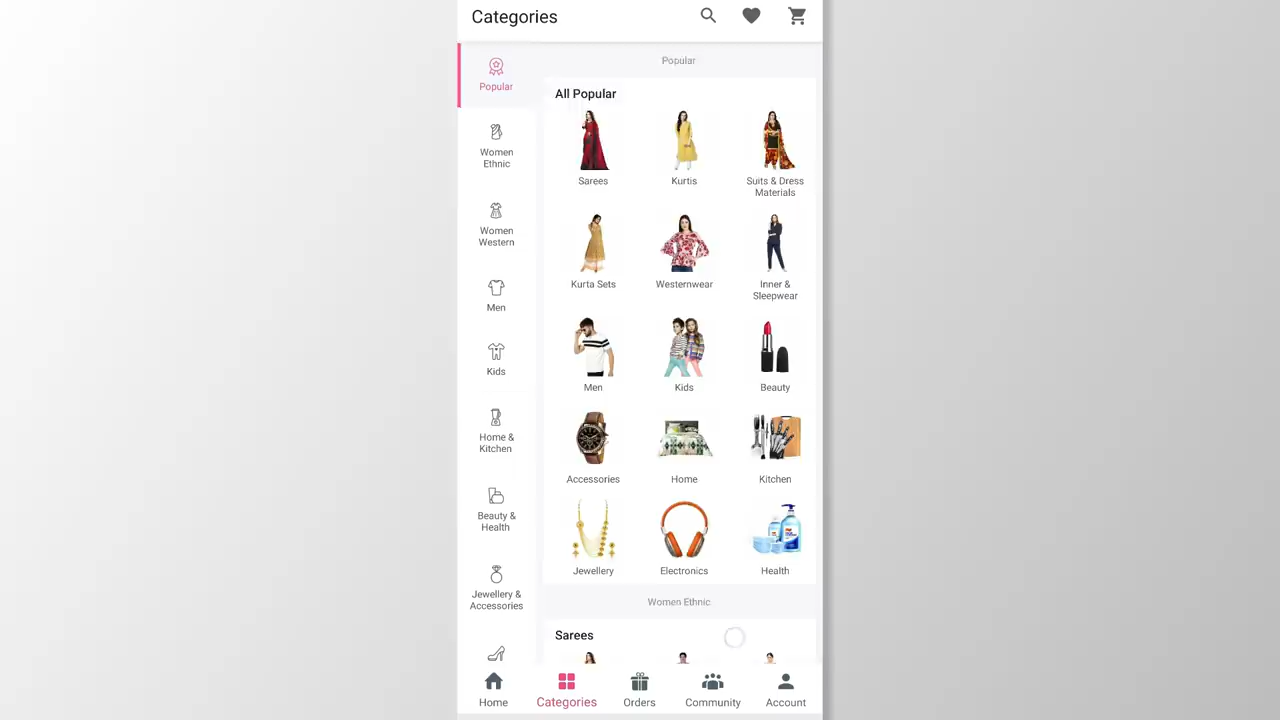 Categories
Popular
Women
Ethnic
Women
Western
Men
Kids
Home &
Kitchen
Beauty &
Health
Jewellery &
Accessories
Popular
All Popular
Sarees
Kurtis
Suits & Dress
Materials
Kurta Sets
Westernwear
Inner &
Sleepwear
Men
Kids
Beauty
Accessories
Home
Kitchen
Jewellery
Electronics
Health
Women Ethnic
Sarees
Home
Categories
Orders
Community
Account